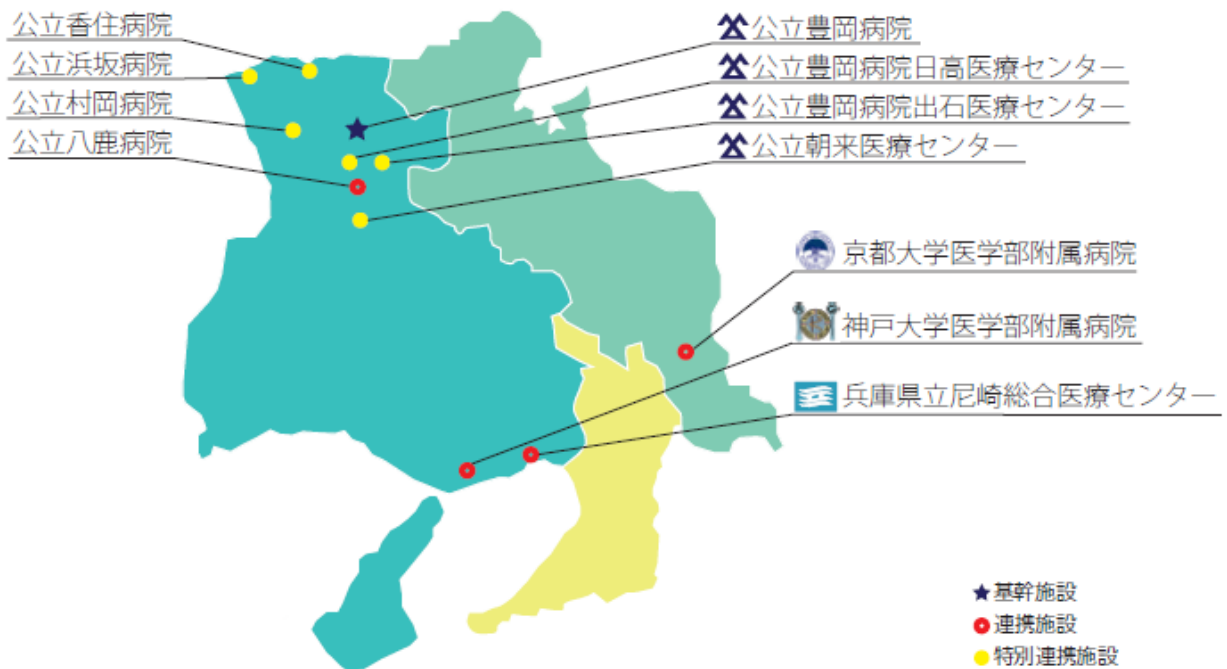 公立香住病院
公立浜坂病院
公立村岡病院
公立八鹿病院
公立豊岡病院
公立豊岡病院日高医療センター
公立豊岡病院出石医療センター
公立朝来医療センター
京都大学医学部附属病院
神戸大学医学部附属病院
兵庫県立尼崎総合医療センター
基幹施設
連携施設
特別連携施設